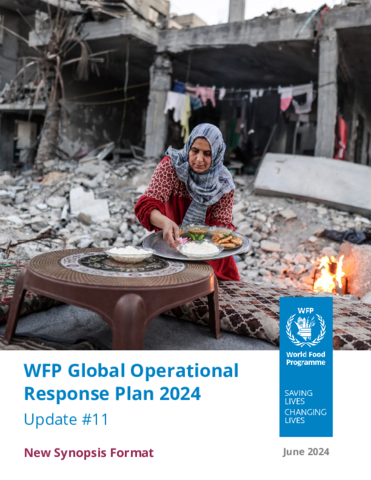 WFP
World Food
Programme
SAVING
LIVES
CHANGING
LIVES
WFP Global Operational
Response Plan 2024
Update #11
New Synopsis Format
June 2024